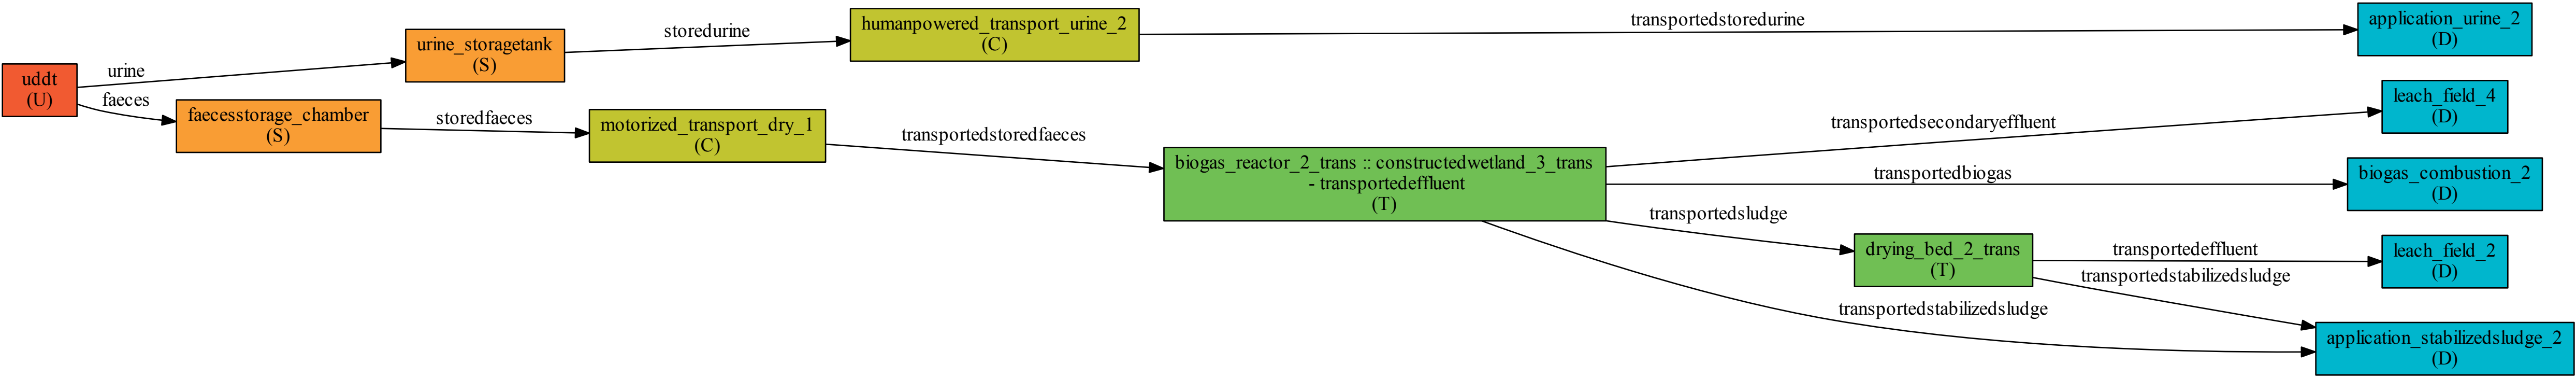 uddt
(U)
urine
faeces
urine_storagetank
(S)
faecesstorage_chamber
(S)
storedurine
storedfaeces
humanpowered_transport_urine_2
(C)
motorized_transport_dry_1
(C)
transportedstoredurine
transportedstoredfaeces
biogas_reactor_2_trans :: constructedwetland_3_trans
- transportedeffluent
(T)
transportedsecondaryeffluent
transportedbiogas
transportedsludge
transportedstabilizedsludge
drying_bed_2_trans
(T)
transportedeffluent
transportedstabilizedsludge
application_urine_2
(D)
leach_field_4
(D)
biogas_combustion_2
(D)
leach_field_2
(D)
application_stabilizedsludge_2
(D)